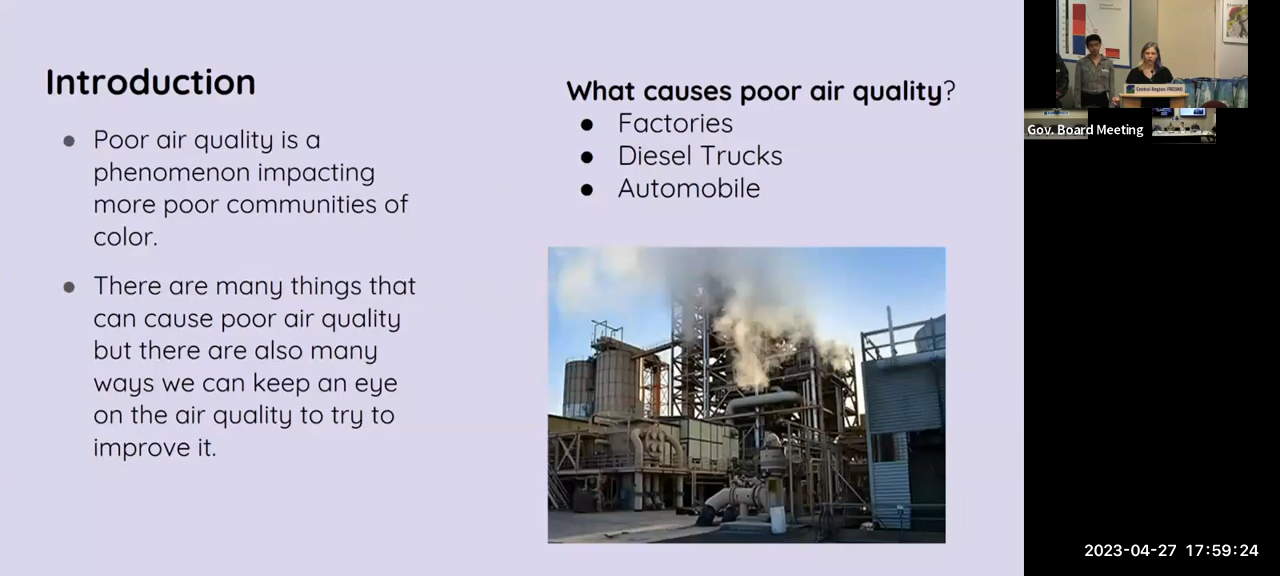 Introduction
● Poor air quality is a
phenomenon impacting
more poor communities of
color.
● There are many things that
can cause poor air quality
but there are also many
ways we can keep an eye
on the air quality to try to
improve it.
What causes poor air quality?
● Factories
● Diesel Trucks
● Automobile
Central Region (FRESNO)
Gov. Board Meeting
2023-04-27 17:59:24